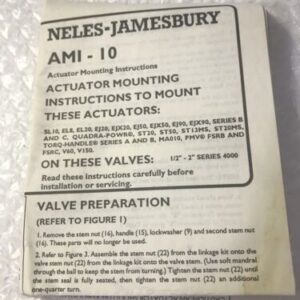 NELES-JAMESBURY
AMI - 10
Actuator Mounting Instructions
ACTUATOR MOUNTING
INSTRUCTIONS TO MOUNT
THESE ACTUATORS:
SL10, EL8, EL20, EJ20, EJX20, EJ50, EJX50, EJ90, EJX90, SERIES B
AND C, QUADRA-POWR®, ST20, ST50, ST13MS, ST20MS,
TORQ-HANDLE® SERIES A AND B, MA010, PMV® FSRB AND
FSRC, V60, V150.
ON THESE VALVES: 1/2" - 2" SERIES 4000
Read these instructions carefully before
installation or servicing.
VALVE PREPARATION
(REFER TO FIGURE 1)
1. Remove the stem nut (16), handle (15), lockwasher (9) and second stem nut
(16). These parts will no longer be used.
2. Refer to Figure 3. Assemble the stem nut (22) from the linkage kit onto the
valve stem nut (22) from the linkage kit onto the valve stem. (Use soft mandral
through the ball to keep the stem from turning.) Tighten the stem nut (22) until
the stem seal is fully seated, then tighten the stem nut (22) an additional
one-quarter turn.